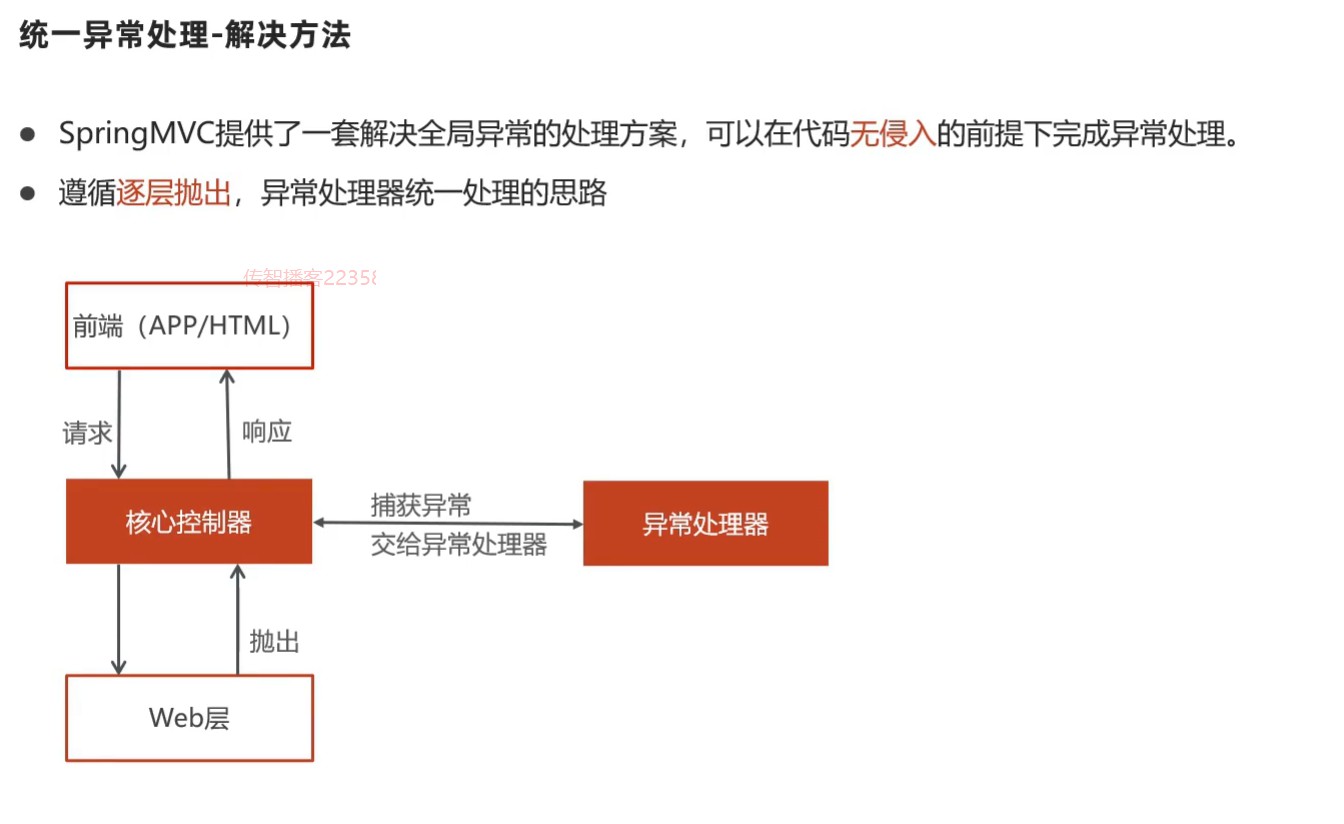 统一异常处理-解决方法
SpringMVC提供了一套解决全局异常的处理方案，可以在代码无侵入的前提下完成异常处理。
遵循逐层抛出，异常处理器统一处理的思路
传智播客22358
前端（APP/HTML）
请求
响应
核心控制器
捕获异常
交给异常处理器
异常处理器
抛出
Web层